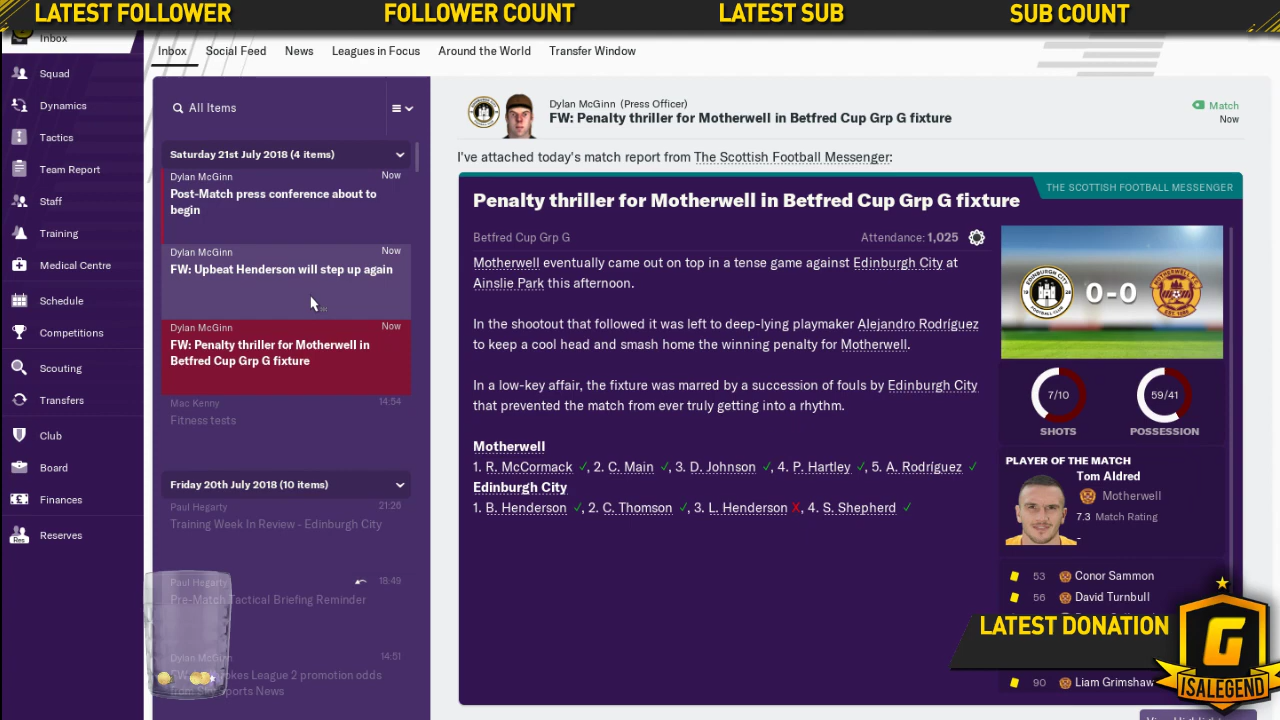 LATEST FOLLOWER FOLLOWER COUNT LATEST SUB SUB COUNT
Inbox
Squad
Dynamics
Tactics
Team Report
Staff
Training
Medical Centre
Schedule
Competitions
Scouting
Transfers
Club
Board
Finances
Reserves
Res
Inbox Social Feed News Leagues in Focus Around the World Transfer Window
All Items
Saturday 21st July 2018 (4 items)
Dylan McGinn Now
Post-Match press conference about to
begin
Dylan McGinn Now
FW: Upbeat Henderson will step up again
Dylan McGinn Now
FW: Penalty thriller for Motherwell in
Betfred Cup Grp G fixture
Mac Kenny 14:54
Fitness tests
Friday 20th July 2018 (10 items)
Paul Hegarty 21:26
Training Week In Review - Edinburgh City
Paul Hegarty 18:49
Pre-Match Tactical Briefing Reminder
Dylan McGinn 14:51
okes League 2 promotion odds
from Sky Sports News
Dylan McGinn (Press Officer)
FW: Penalty thriller for Motherwell in Betfred Cup Grp G fixture
Match
Now
I've attached today's match report from The Scottish Football Messenger:
THE SCOTTISH FOOTBALL MESSENGER
Penalty thriller for Motherwell in Betfred Cup Grp G fixture
Betfred Cup Grp G Attendance: 1,025
Motherwell eventually came out on top in a tense game against Edinburgh City at
Ainslie Park this afternoon.
In the shootout that followed it was left to deep-lying playmaker Alejandro Rodríguez
to keep a cool head and smash home the winning penalty for Motherwell.
In a low-key affair, the fixture was marred by a succession of fouls by Edinburgh City
that prevented the match from ever truly getting into a rhythm.
Motherwell
1. R. McCormack ✓, 2. C. Main ✓, 3. D. Johnson ✓, 4. P. Hartley ✓, 5. A. Rodríguez ✓
Edinburgh City
1. B. Henderson ✓, 2. C. Thomson ✓, 3. L. Henderson X, 4. S. Shepherd ✓
0-0
7/10 59/41
SHOTS POSSESSION
PLAYER OF THE MATCH
Tom Aldred
Motherwell
7.3 Match Rating
-
53 Conor Sammon
56 David Turnbull
90 Liam Grimshaw
LATEST DONATION
G
ISALEGEND